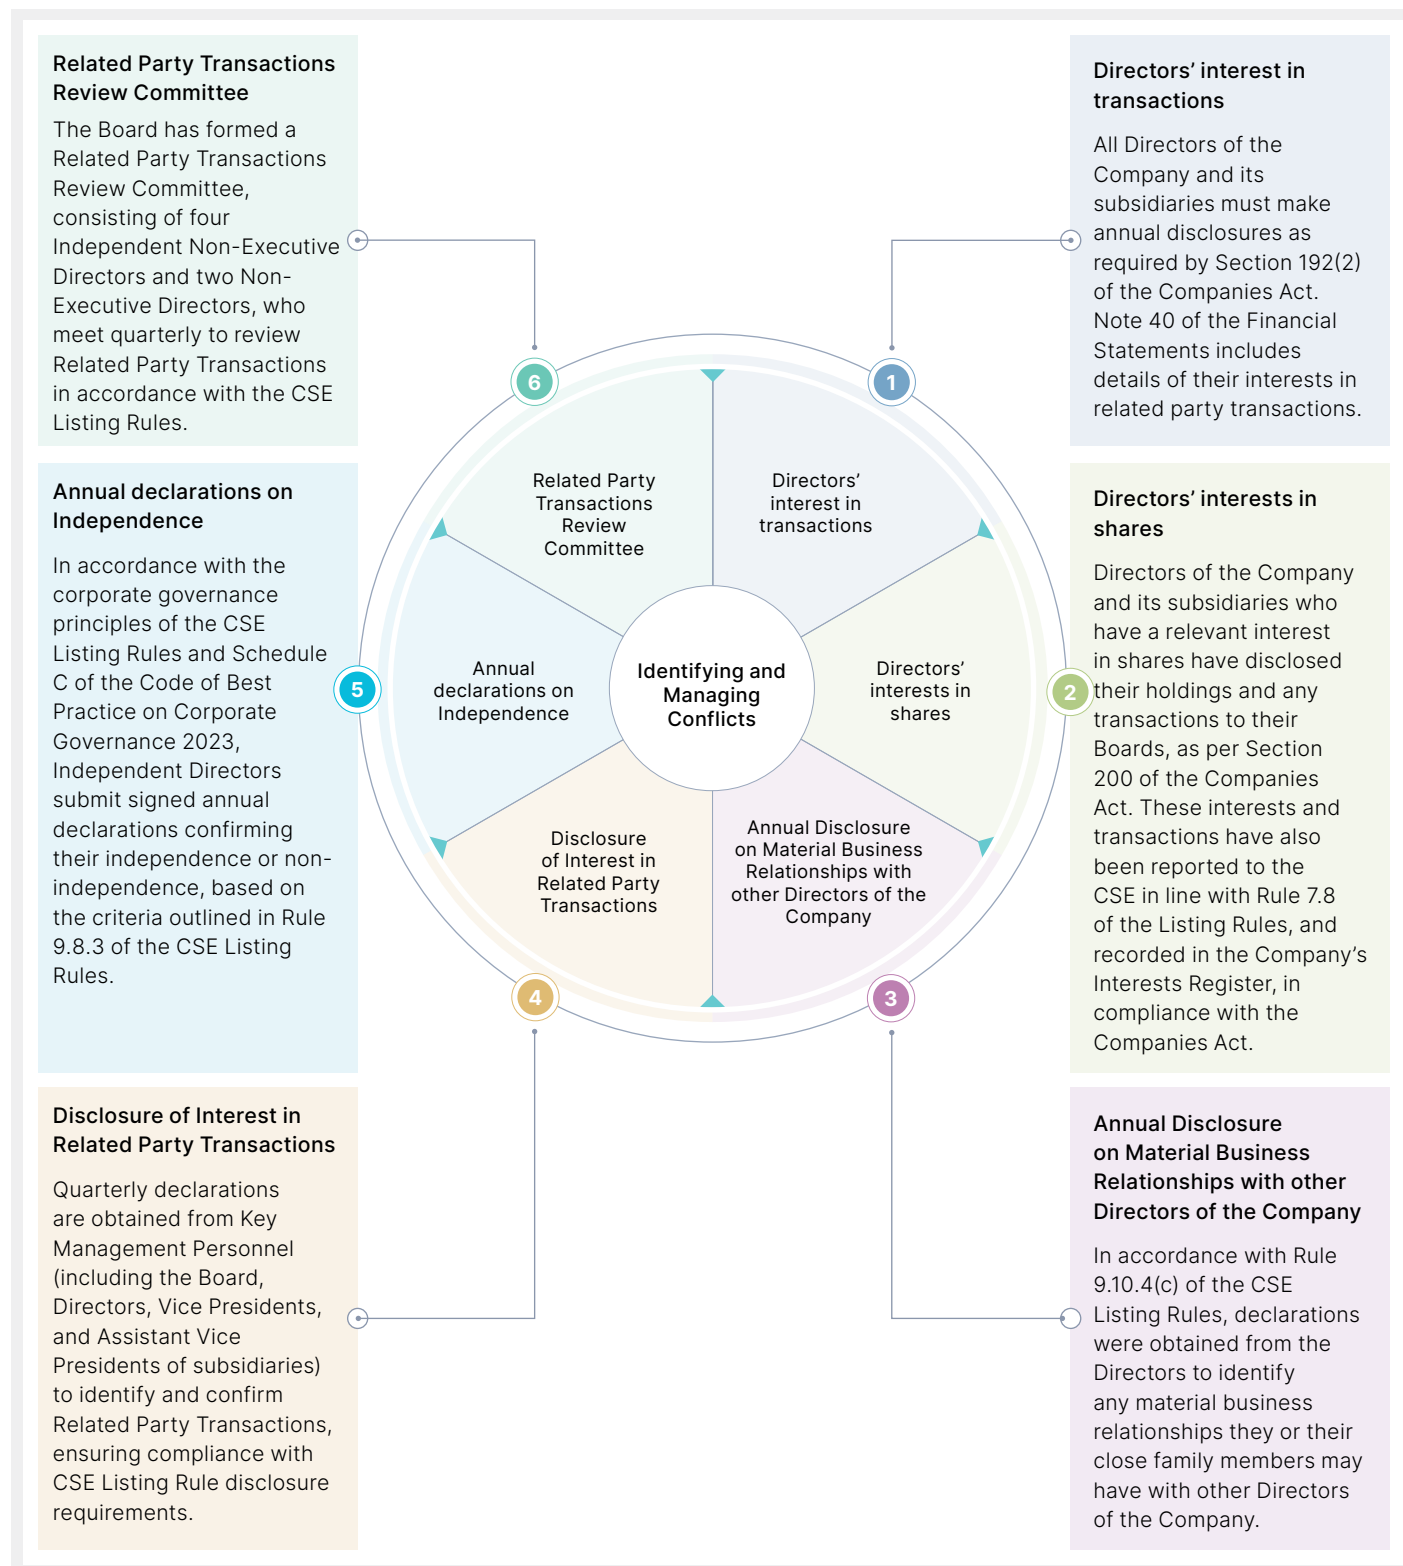 Related Party Transactions
Review Committee
The Board has formed a
Related Party Transactions
Review Committee,
consisting of four
Independent Non-Executive
Directors and two Non-
Executive Directors, who
meet quarterly to review
Related Party Transactions
in accordance with the CSE
Listing Rules.
Annual declarations on
Independence
In accordance with the
corporate governance
principles of the CSE
Listing Rules and Schedule
C of the Code of Best
Practice on Corporate
Governance 2023,
Independent Directors
submit signed annual
declarations confirming
their independence or non-
independence, based on
the criteria outlined in Rule
9.8.3 of the CSE Listing
Rules.
Disclosure of Interest in
Related Party Transactions
Quarterly declarations
are obtained from Key
Management Personnel
(including the Board,
Directors, Vice Presidents,
and Assistant Vice
Presidents of subsidiaries)
to identify and confirm
Related Party Transactions,
ensuring compliance with
CSE Listing Rule disclosure
requirements.
6
1
5
2
4
3
Related Party
Transactions
Review
Committee
Directors'
interest in
transactions
Annual
declarations on
Independence
Identifying and
Managing
Conflicts
Directors'
interests in
shares
Disclosure
of Interest in
Related Party
Transactions
Annual Disclosure
on Material Business
Relationships with
other Directors of the
Company
Directors' interest in
transactions
All Directors of the
Company and its
subsidiaries must make
annual disclosures as
required by Section 192(2)
of the Companies Act.
Note 40 of the Financial
Statements includes
details of their interests in
related party transactions.
Directors' interests in
shares
Directors of the Company
and its subsidiaries who
have a relevant interest
in shares have disclosed
their holdings and any
transactions to their
Boards, as per Section
200 of the Companies
Act. These interests and
transactions have also
been reported to the
CSE in line with Rule 7.8
of the Listing Rules, and
recorded in the Company's
Interests Register, in
compliance with the
Companies Act.
Annual Disclosure
on Material Business
Relationships with other
Directors of the Company
In accordance with Rule
9.10.4(c) of the CSE
Listing Rules, declarations
were obtained from the
Directors to identify
any material business
relationships they or their
close family members may
have with other Directors
of the Company.